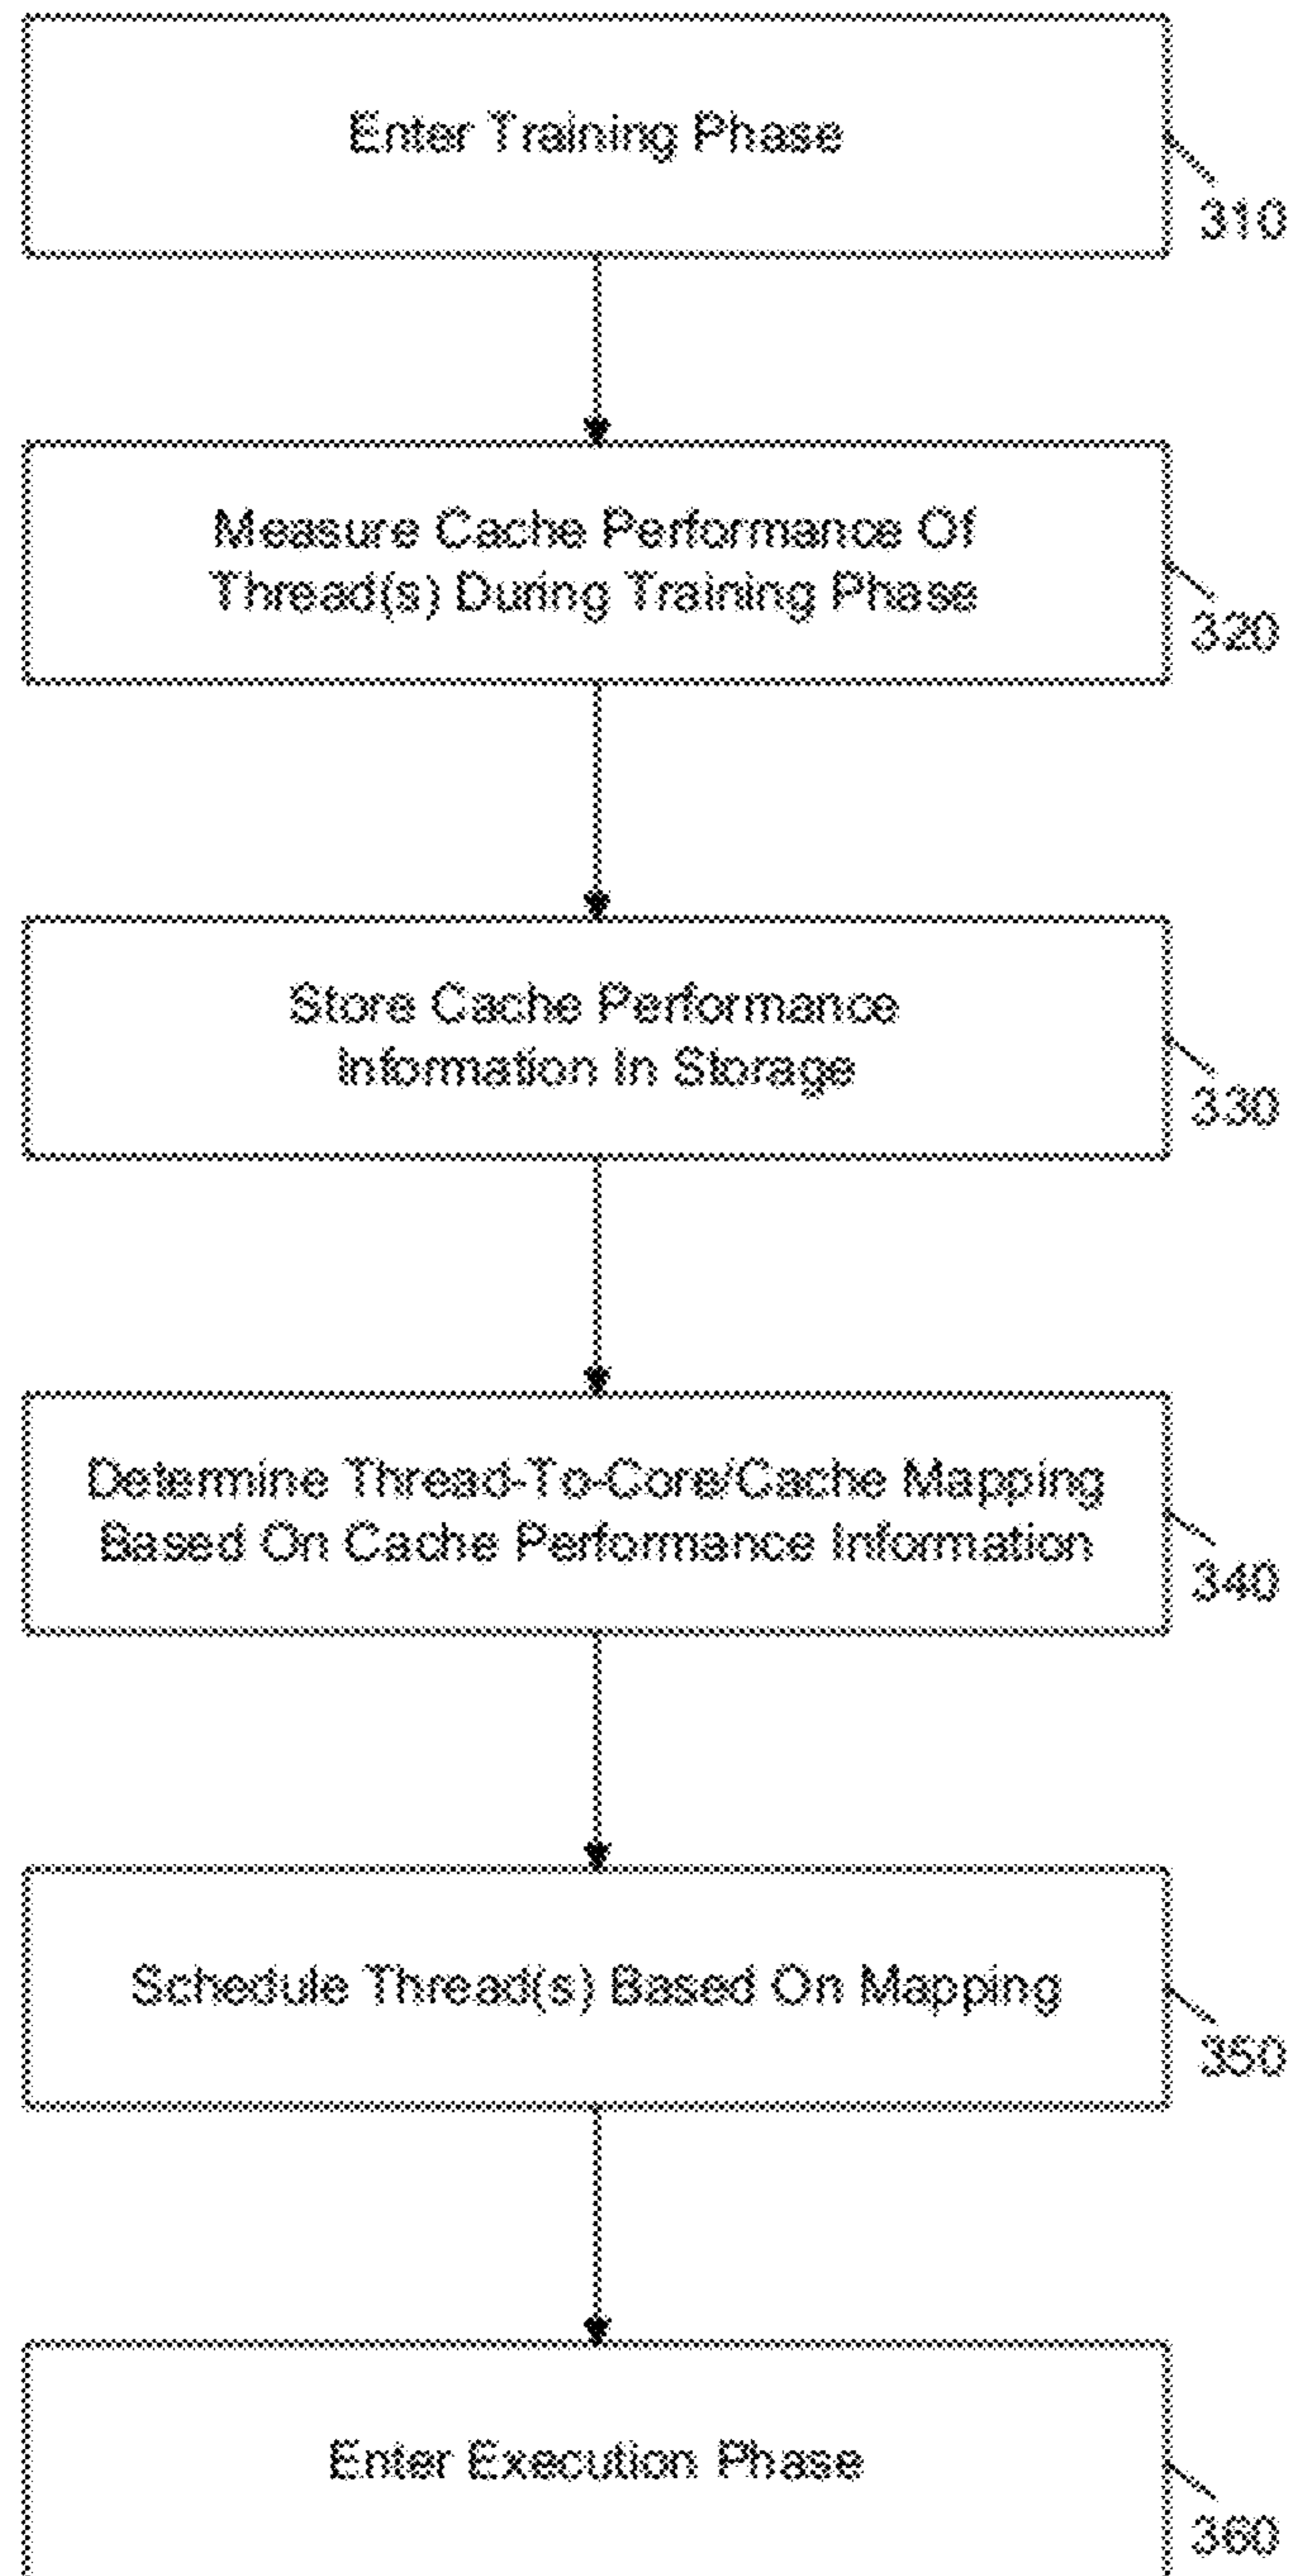 Enter Training Phase
310
Measure Cache Performance Of
Thread(s) During Training Phase
320
Store Cache Performance
Information In Storage
330
Determine Thread-To-Core/Cache Mapping
Based On Cache Performance Information
340
Schedule Thread(s) Based On Mapping
350
Enter Execution Phase
360